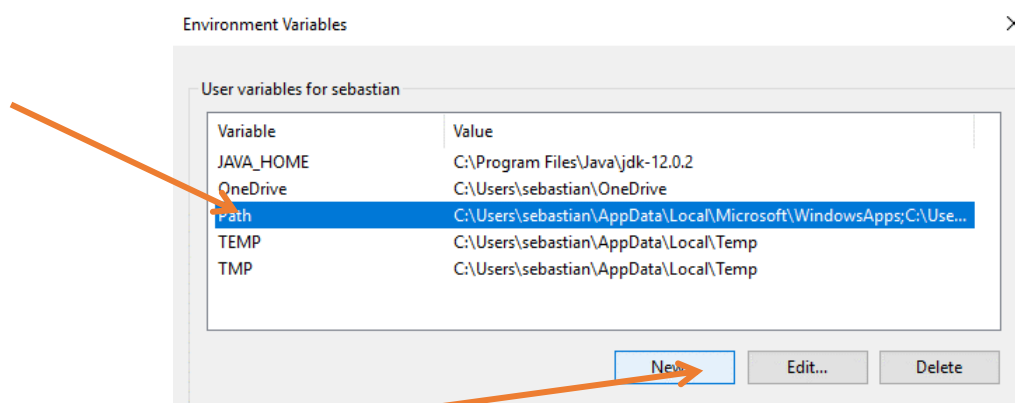 Environment Variables
User variables for sebastian
Variable Value
JAVA_HOME C:\Program Files\Java\jdk-12.0.2
OneDrive C:\Users\sebastian\OneDrive
Path C:\Users\sebastian\AppData\Local\Microsoft\WindowsApps;C:\Use...
TEMP C:\Users\sebastian\AppData\Local\Temp
TMP C:\Users\sebastian\AppData\Local\Temp
New... Edit... Delete